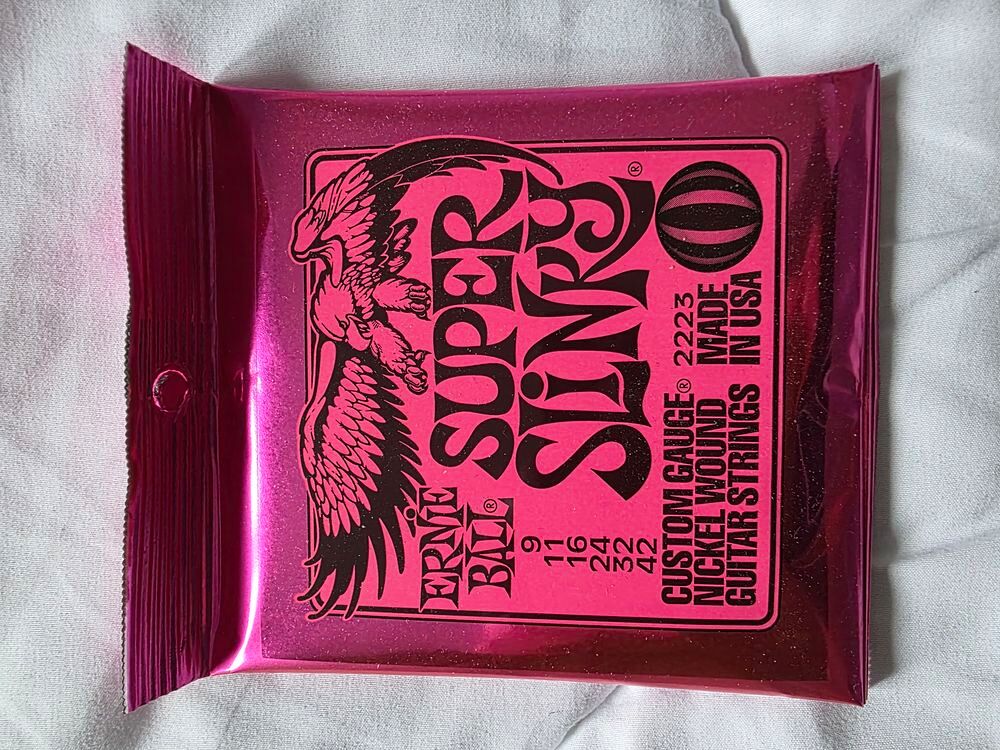 ERNIE
BALL®
SUPER
SLiNKY®
9
11
16
24
32
42
CUSTOM GAUGE®
NICKEL WOUND
GUITAR STRINGS
2223
MADE
IN USA